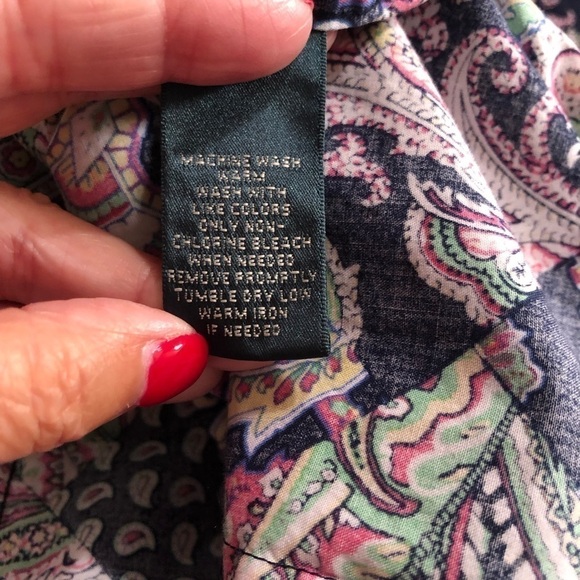 MACHINE WASH
WARM
WASH WITH
LIKE COLORS
ONLY NON-
CHLORINE BLEACH
WHEN NEEDED
REMOVE PROMPTLY
TUMBLE DRY LOW
WARM IRON
IF NEEDED